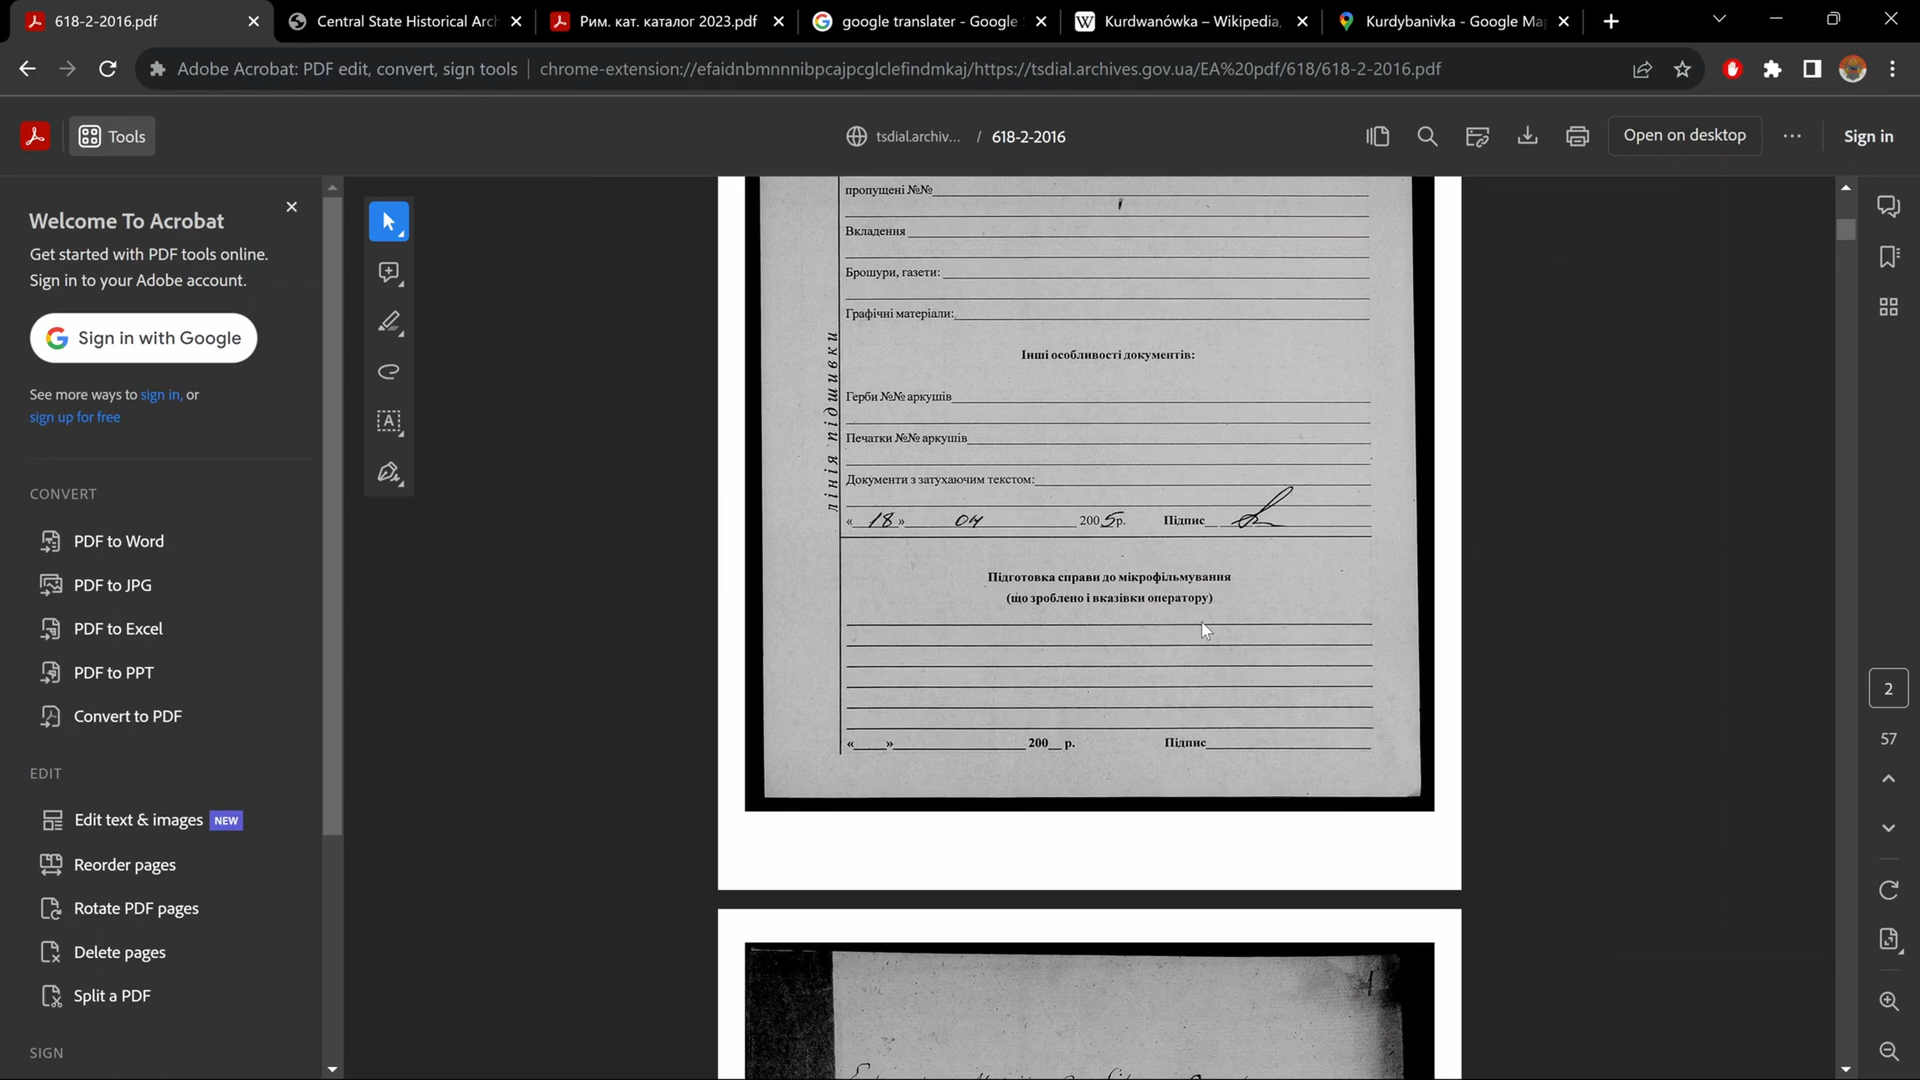 618-2-2016.pdf
Central State Historical Arch
Рим. кат. каталог 2023.pdf
google translater - Google S
Kurdwanówka – Wikipedia,
Kurdybanivka - Google Ma
Adobe Acrobat: PDF edit, convert, sign tools
chrome-extension://efaidnbmnnnibpcajpcglclefindmkaj/https://tsdial.archives.gov.ua/EA%20pdf/618/618-2-2016.pdf
Tools
tsdial.archiv... / 618-2-2016
Open on desktop
Sign in
Welcome To Acrobat
Get started with PDF tools online.
Sign in to your Adobe account.
Sign in with Google
See more ways to sign in, or
sign up for free
CONVERT
PDF to Word
PDF to JPG
PDF to Excel
PDF to PPT
Convert to PDF
EDIT
Edit text & images NEW
Reorder pages
Rotate PDF pages
Delete pages
Split a PDF
SIGN
лінія підшивки
пропущені №№
Вкладення
Брошури, газети:
Графічні матеріали:
Інші особливості документів:
Герби №№ аркушів
Печатки №№ аркушів
Документи з затухаючим текстом:
« 18 » 04 2005р. Підпис
Підготовка справи до мікрофільмування
(що зроблено і вказівки оператору)
«____» 200__ р. Підпис
1
2
57